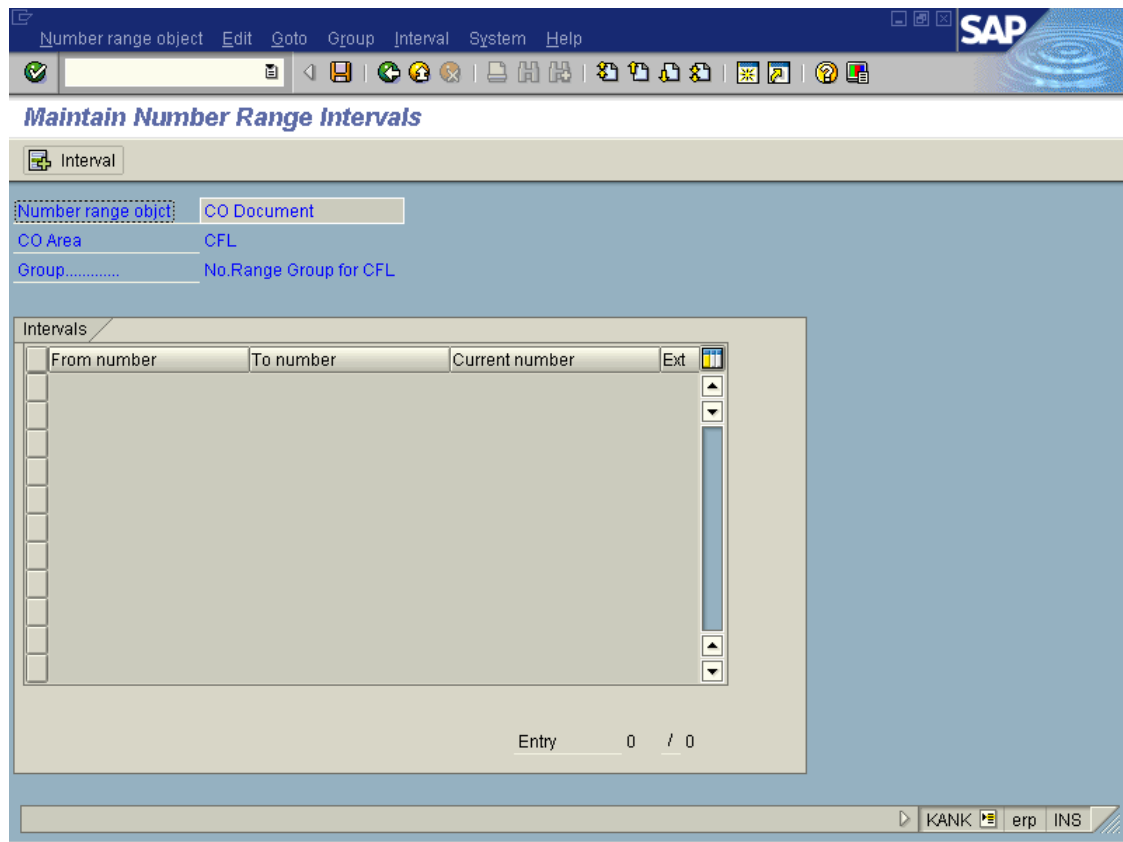 Number range object Edit Goto Group Interval System Help
SAP
Maintain Number Range Intervals
Interval
Number range objct CO Document
CO Area CFL
Group............. No.Range Group for CFL
Intervals
From number To number Current number Ext
Entry 0 / 0
KANK erp INS